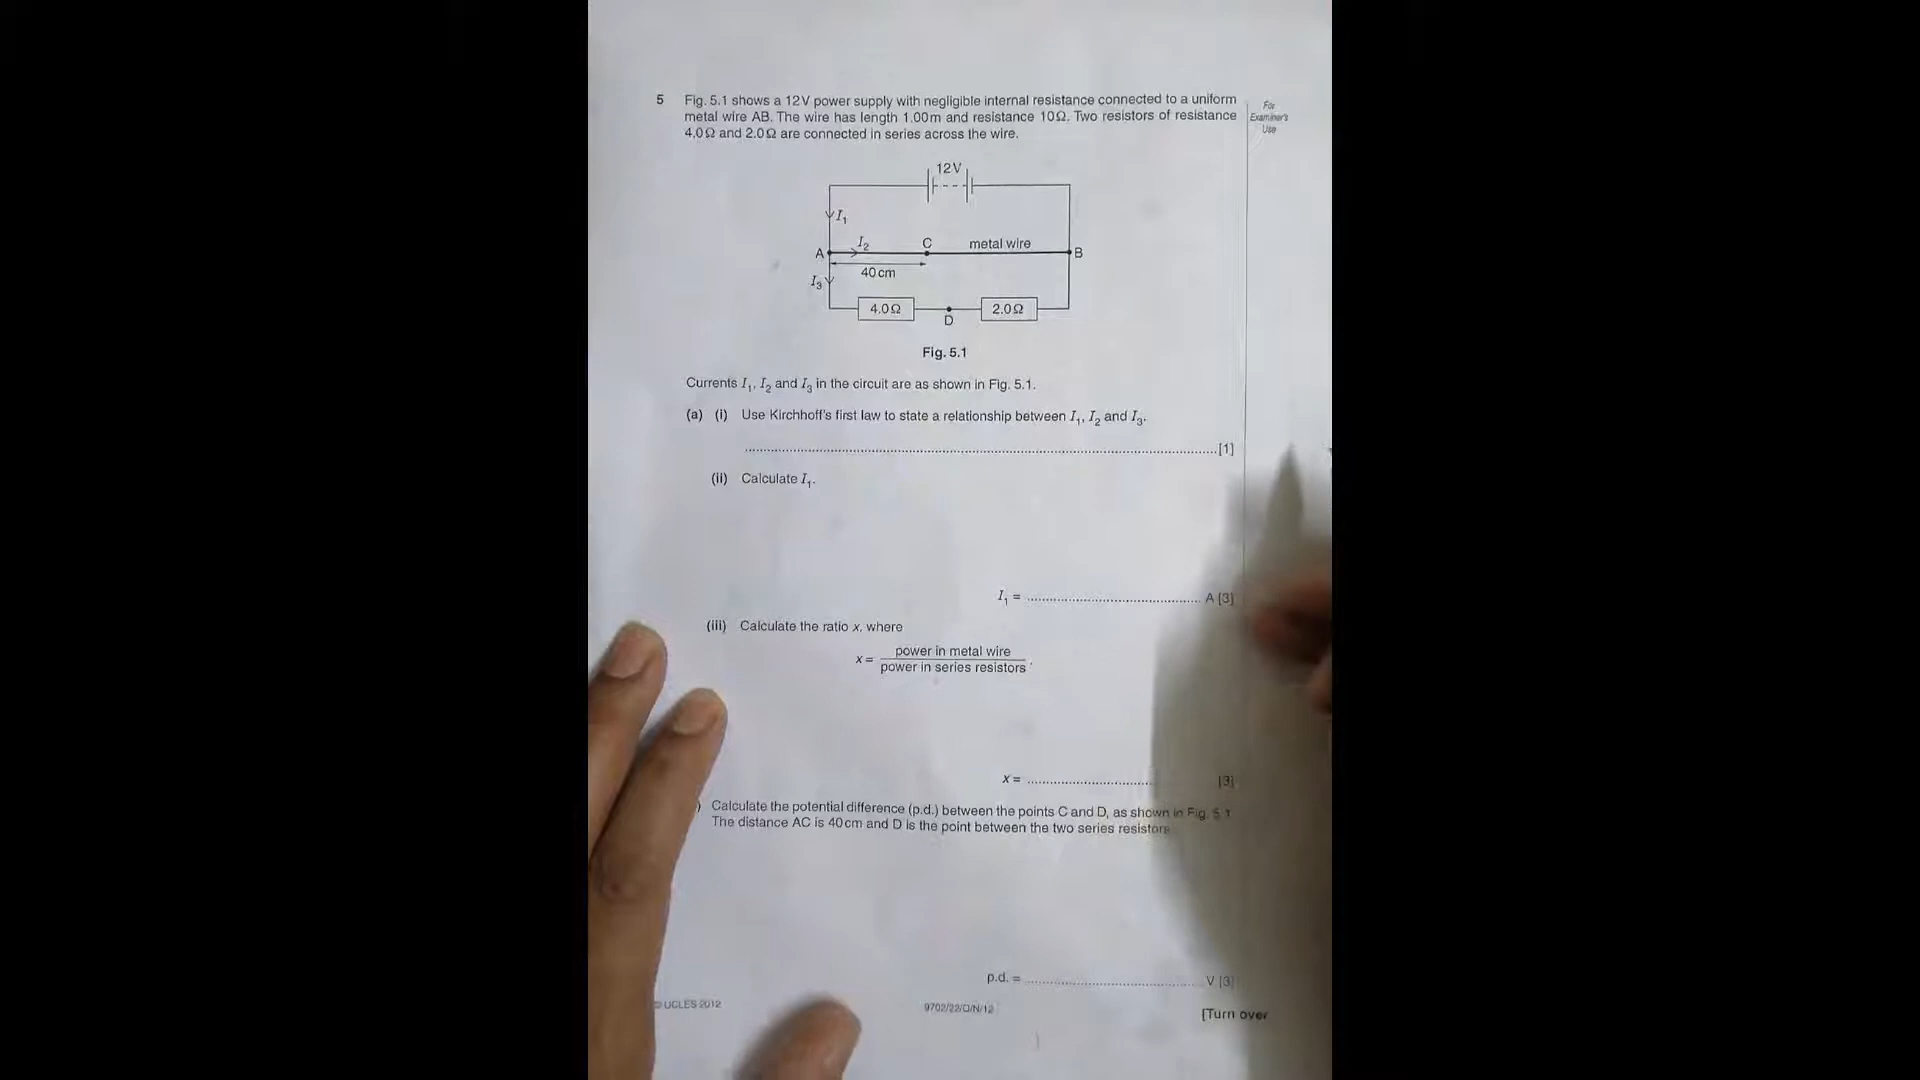 5 Fig. 5.1 shows a 12V power supply with negligible internal resistance connected to a uniform
metal wire AB. The wire has length 1.00m and resistance 10Ω. Two resistors of resistance
4.0Ω and 2.0Ω are connected in series across the wire.
For
Examiner's
Use
12V
I1
A I2 C metal wire B
40cm
I3
4.0Ω 2.0Ω
D
Fig. 5.1
Currents I1, I2 and I3 in the circuit are as shown in Fig. 5.1.
(a) (i) Use Kirchhoff's first law to state a relationship between I1, I2 and I3.
[1]
(ii) Calculate I1.
I1 = A [3]
(iii) Calculate the ratio x, where
x = power in metal wire
power in series resistors .
x = [3]
) Calculate the potential difference (p.d.) between the points C and D, as shown in Fig. 5.1
The distance AC is 40cm and D is the point between the two series resistors
p.d. = V [3]
© UCLES 2012 9702/22/O/N/12 [Turn over